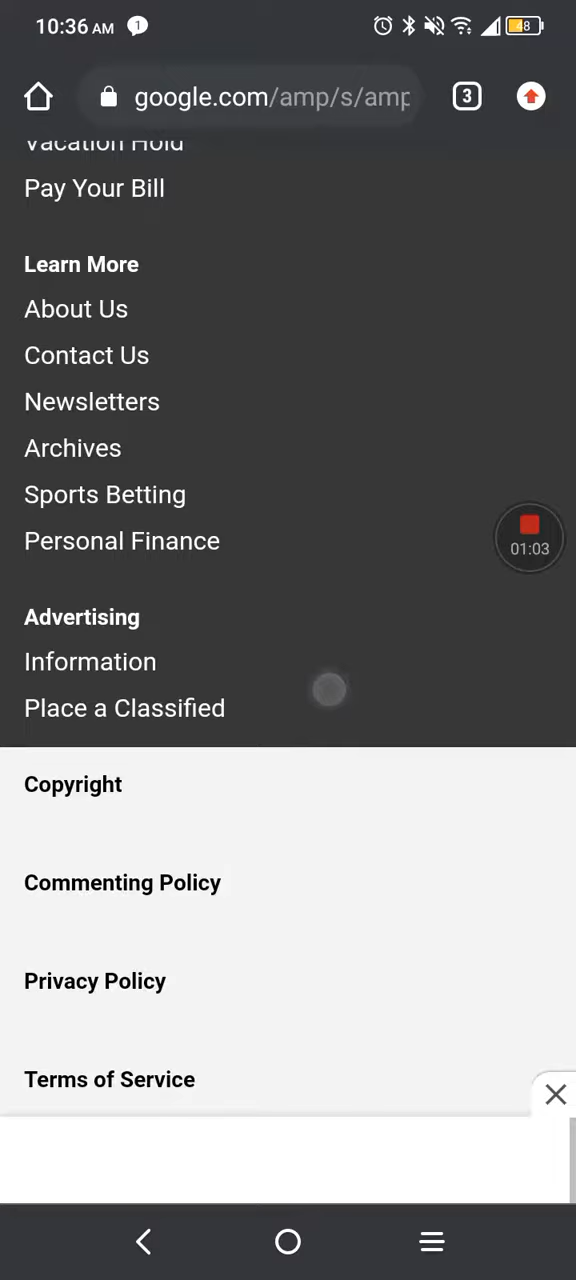 10:36 AM 1
48
google.com/amp/s/amp
3
Vacation Hold
Pay Your Bill
Learn More
About Us
Contact Us
Newsletters
Archives
Sports Betting
Personal Finance
01:03
Advertising
Information
Place a Classified
Copyright
Commenting Policy
Privacy Policy
Terms of Service